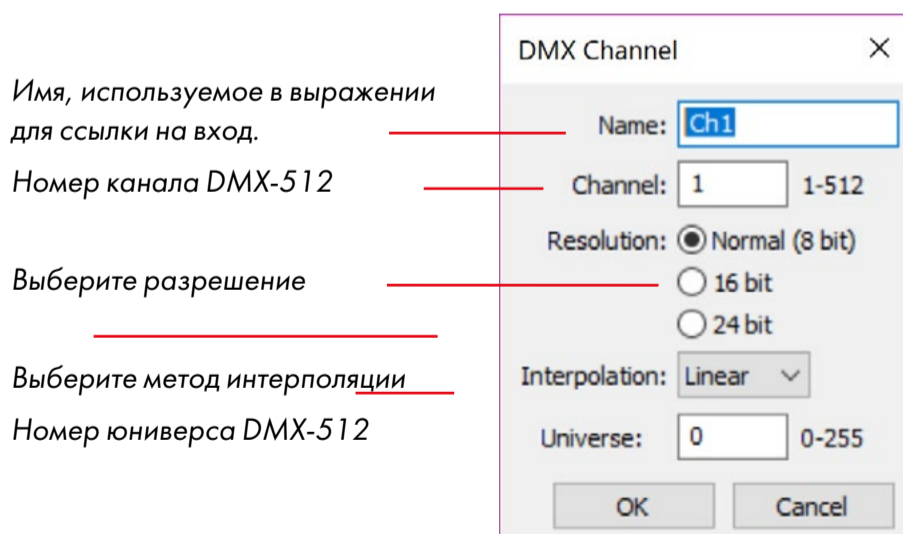 DMX Channel
Имя, используемое в выражении
для ссылки на вход.
Name: Ch1
Номер канала DMX-512
Channel: 1 1-512
Resolution: Normal (8 bit)
Выберите разрешение
16 bit
24 bit
Выберите метод интерполяции
Interpolation: Linear
Номер юниверса DMX-512
Universe: 0 0-255
OK Cancel